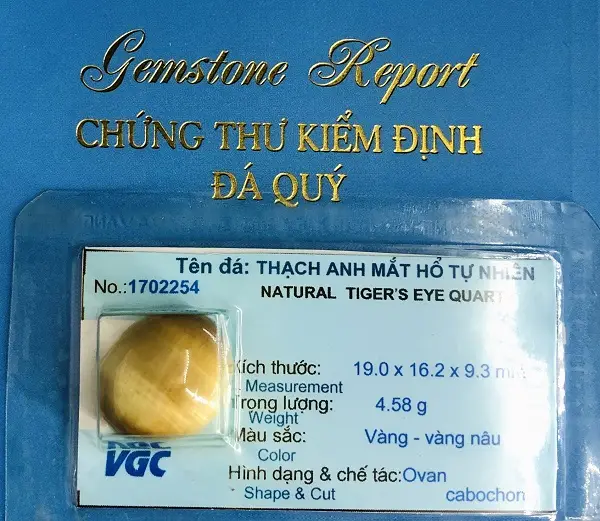 Gemstone Report
CHỨNG THƯ KIỂM ĐỊNH
ĐÁ QUÝ
Tên đá: THẠCH ANH MẮT HỔ TỰ NHIÊN
No.:1702254 NATURAL TIGER'S EYE
Kích thước: 19.0 x 16.2 x 9.3
Measurement
Trọng lượng: 4.58 g
Weight
Màu sắc: Vàng - vàng nâu
Color
VGC
Hình dạng & chế tác: Ovan
Shape & Cut cabochon